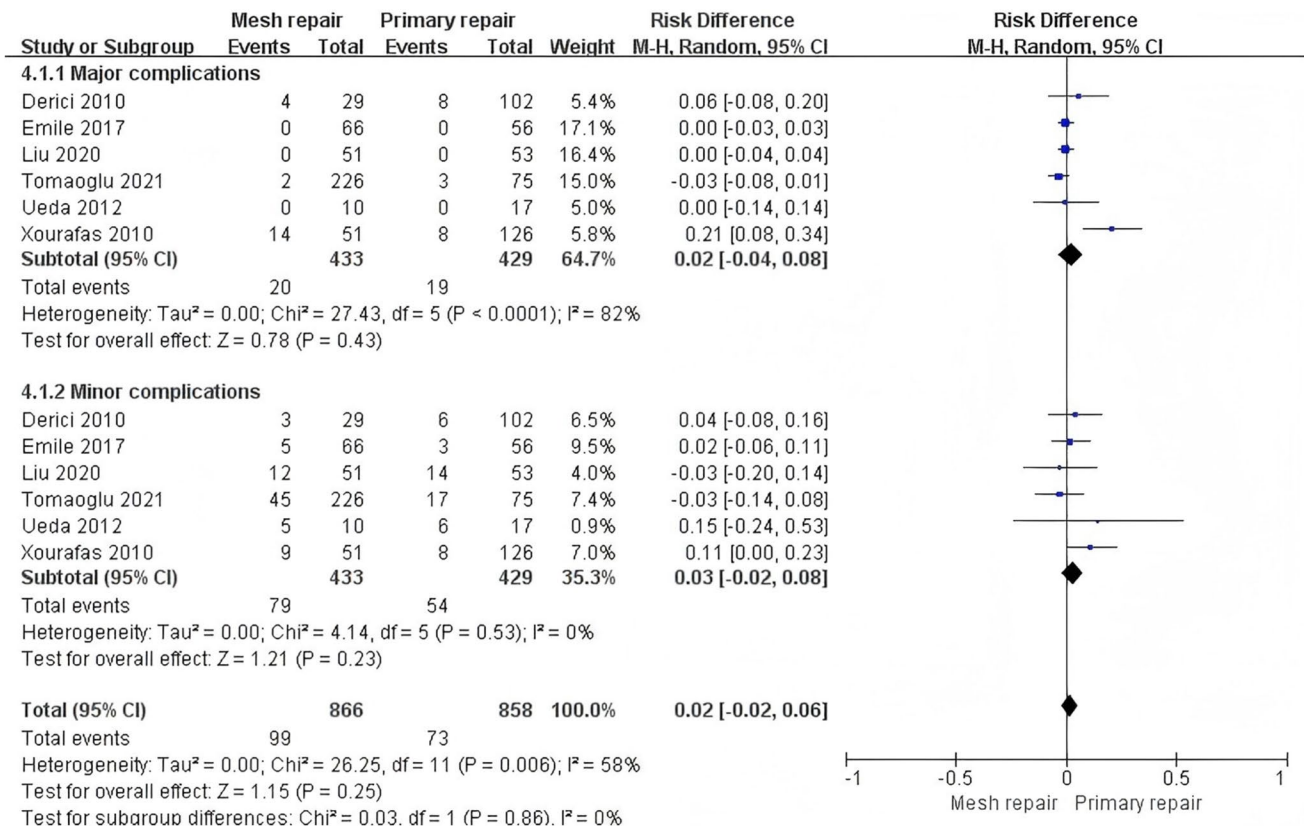 Mesh repair Primary repair Risk Difference Risk Difference
Study or Subgroup Events Total Events Total Weight M-H, Random, 95% CI M-H, Random, 95% CI
4.1.1 Major complications
Derici 2010 4 29 8 102 5.4% 0.06 [-0.08, 0.20]
Emile 2017 0 66 0 56 17.1% 0.00 [-0.03, 0.03]
Liu 2020 0 51 0 53 16.4% 0.00 [-0.04, 0.04]
Tomaoglu 2021 2 226 3 75 15.0% -0.03 [-0.08, 0.01]
Ueda 2012 0 10 0 17 5.0% 0.00 [-0.14, 0.14]
Xourafas 2010 14 51 8 126 5.8% 0.21 [0.08, 0.34]
Subtotal (95% CI) 433 429 64.7% 0.02 [-0.04, 0.08]
Total events 20 19
Heterogeneity: Tau² = 0.00; Chi² = 27.43, df = 5 (P < 0.0001); I² = 82%
Test for overall effect: Z = 0.78 (P = 0.43)
4.1.2 Minor complications
Derici 2010 3 29 6 102 6.5% 0.04 [-0.08, 0.16]
Emile 2017 5 66 3 56 9.5% 0.02 [-0.06, 0.11]
Liu 2020 12 51 14 53 4.0% -0.03 [-0.20, 0.14]
Tomaoglu 2021 45 226 17 75 7.4% -0.03 [-0.14, 0.08]
Ueda 2012 5 10 6 17 0.9% 0.15 [-0.24, 0.53]
Xourafas 2010 9 51 8 126 7.0% 0.11 [0.00, 0.23]
Subtotal (95% CI) 433 429 35.3% 0.03 [-0.02, 0.08]
Total events 79 54
Heterogeneity: Tau² = 0.00; Chi² = 4.14, df = 5 (P = 0.53); I² = 0%
Test for overall effect: Z = 1.21 (P = 0.23)
Total (95% CI) 866 858 100.0% 0.02 [-0.02, 0.06]
Total events 99 73
Heterogeneity: Tau² = 0.00; Chi² = 26.25, df = 11 (P = 0.006); I² = 58%
Test for overall effect: Z = 1.15 (P = 0.25)
Test for subgroup differences: Chi² = 0.03, df = 1 (P = 0.86), I² = 0%
-1 -0.5 0 0.5 1
Mesh repair Primary repair